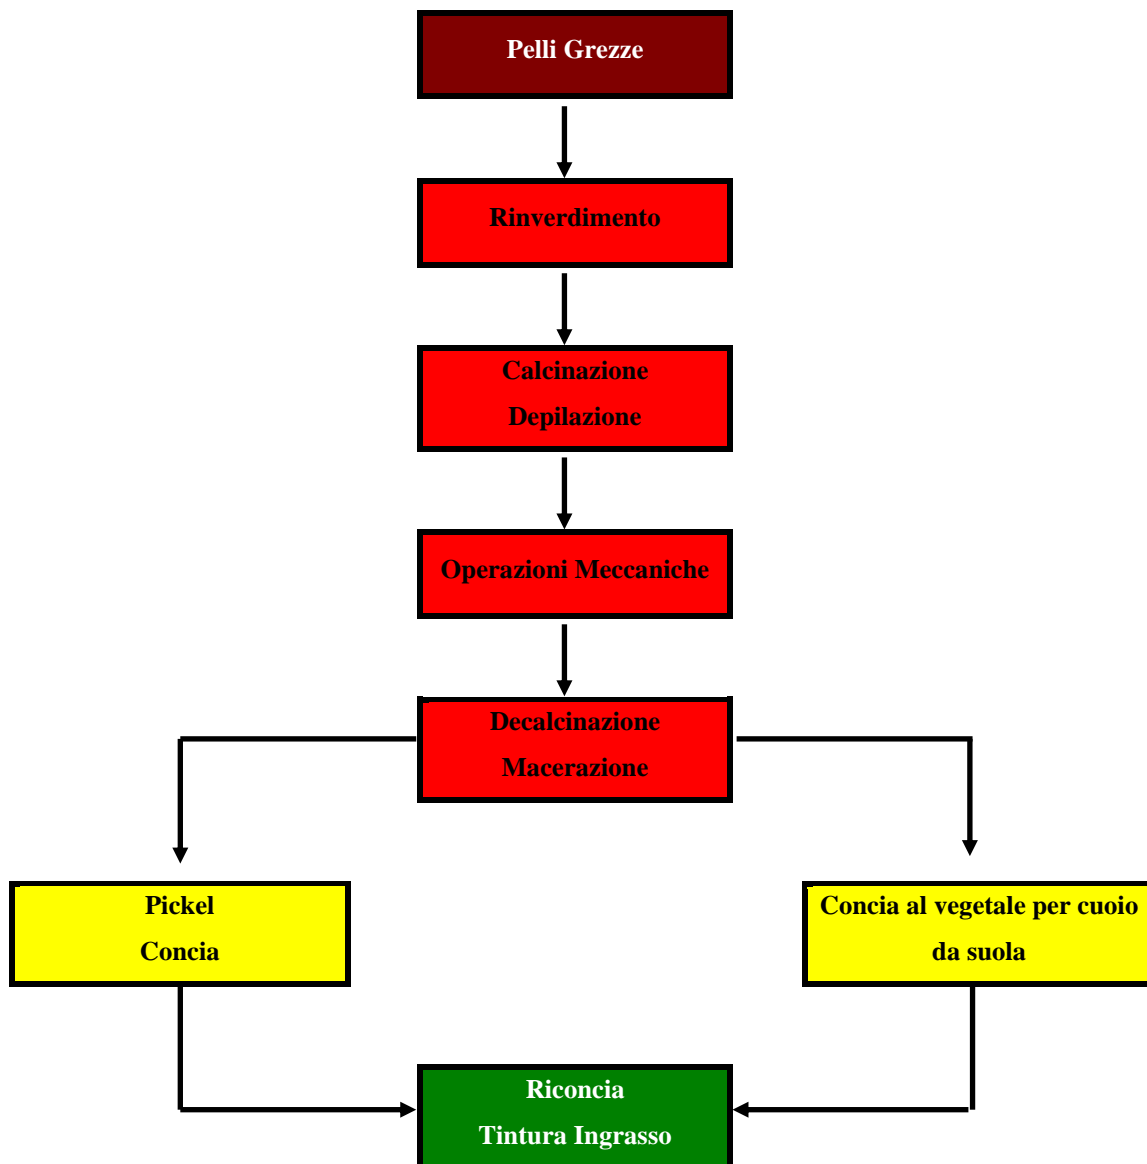 Pelli Grezze
Rinverdimento
Calcinazione
Depilazione
Operazioni Meccaniche
Decalcinazione
Macerazione
Pickel
Concia
Concia al vegetale per cuoio
da suola
Riconcia
Tintura Ingrasso